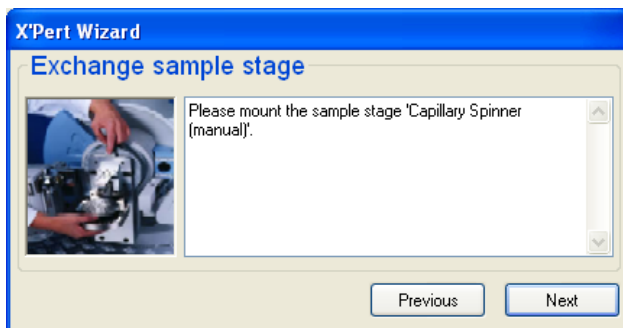 X'Pert Wizard
Exchange sample stage
Please mount the sample stage 'Capillary Spinner
(manual)'.
Previous
Next